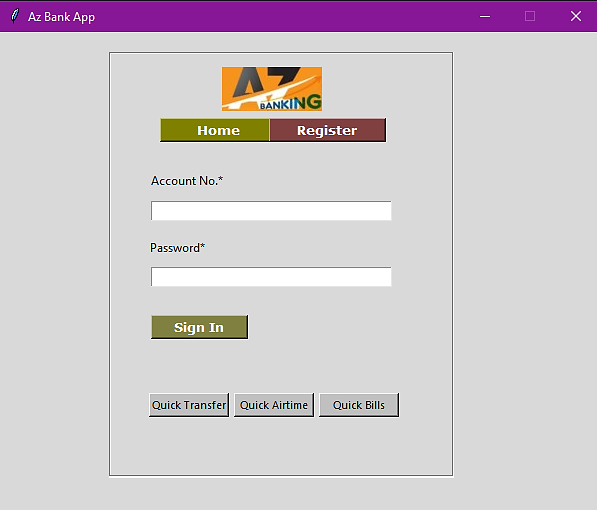 Az Bank App
AZ
BANKING
Home Register
Account No.*
Password*
Sign In
Quick Transfer Quick Airtime Quick Bills